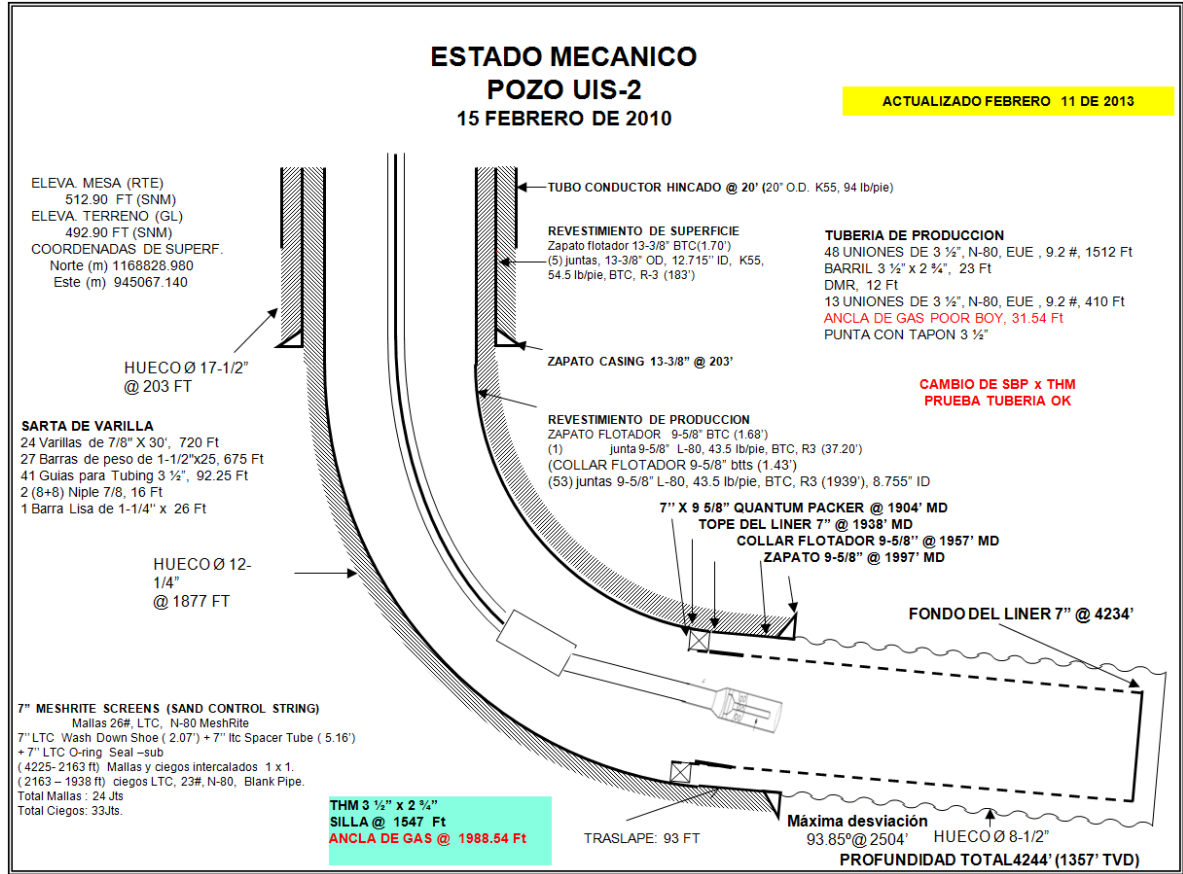 ESTADO MECANICO
POZO UIS-2
15 FEBRERO DE 2010
ACTUALIZADO FEBRERO 11 DE 2013
ELEVA. MESA (RTE)
512.90 FT (SNM)
ELEVA. TERRENO (GL)
492.90 FT (SNM)
COORDENADAS DE SUPERF.
Norte (m) 1168828.980
Este (m) 945067.140
TUBO CONDUCTOR HINCADO @ 20' (20" O.D. K55, 94 lb/pie)
REVESTIMIENTO DE SUPERFICIE
Zapato flotador 13-3/8" BTC(1.70')
(5) juntas, 13-3/8" OD, 12.715'' ID, K55,
54.5 lb/pie, BTC, R-3 (183')
TUBERIA DE PRODUCCION
48 UNIONES DE 3 ½", N-80, EUE , 9.2 #, 1512 Ft
BARRIL 3 ½" x 2 ¾", 23 Ft
DMR, 12 Ft
13 UNIONES DE 3 ½", N-80, EUE , 9.2 #, 410 Ft
ANCLA DE GAS POOR BOY, 31.54 Ft
PUNTA CON TAPON 3 ½"
HUECO Ø 17-1/2"
@ 203 FT
ZAPATO CASING 13-3/8" @ 203'
CAMBIO DE SBP x THM
PRUEBA TUBERIA OK
SARTA DE VARILLA
24 Varillas de 7/8" X 30', 720 Ft
27 Barras de peso de 1-1/2"x25, 675 Ft
41 Guias para Tubing 3 ½", 92.25 Ft
2 (8+8) Niple 7/8, 16 Ft
1 Barra Lisa de 1-1/4" x 26 Ft
REVESTIMIENTO DE PRODUCCION
ZAPATO FLOTADOR 9-5/8" BTC (1.68')
(1) junta 9-5/8" L-80, 43.5 lb/pie, BTC, R3 (37.20')
(COLLAR FLOTADOR 9-5/8" btts (1.43')
(53) juntas 9-5/8" L-80, 43.5 lb/pie, BTC, R3 (1939'), 8.755" ID
7'' X 9 5/8" QUANTUM PACKER @ 1904' MD
TOPE DEL LINER 7" @ 1938' MD
COLLAR FLOTADOR 9-5/8'' @ 1957' MD
ZAPATO 9-5/8" @ 1997' MD
HUECO Ø 12-
1/4"
@ 1877 FT
FONDO DEL LINER 7" @ 4234'
7" MESHRITE SCREENS (SAND CONTROL STRING)
Mallas 26#, LTC, N-80 MeshRite
7'' LTC Wash Down Shoe ( 2.07') + 7'' ltc Spacer Tube ( 5.16')
+ 7'' LTC O-ring Seal –sub
( 4225- 2163 ft) Mallas y ciegos intercalados 1 x 1.
( 2163 – 1938 ft) ciegos LTC, 23#, N-80, Blank Pipe.
Total Mallas : 24 Jts
Total Ciegos: 33Jts.
THM 3 ½" x 2 ¾"
SILLA @ 1547 Ft
ANCLA DE GAS @ 1988.54 Ft
TRASLAPE: 93 FT
Máxima desviación
93.85º@ 2504'
HUECO Ø 8-1/2"
PROFUNDIDAD TOTAL4244' (1357' TVD)